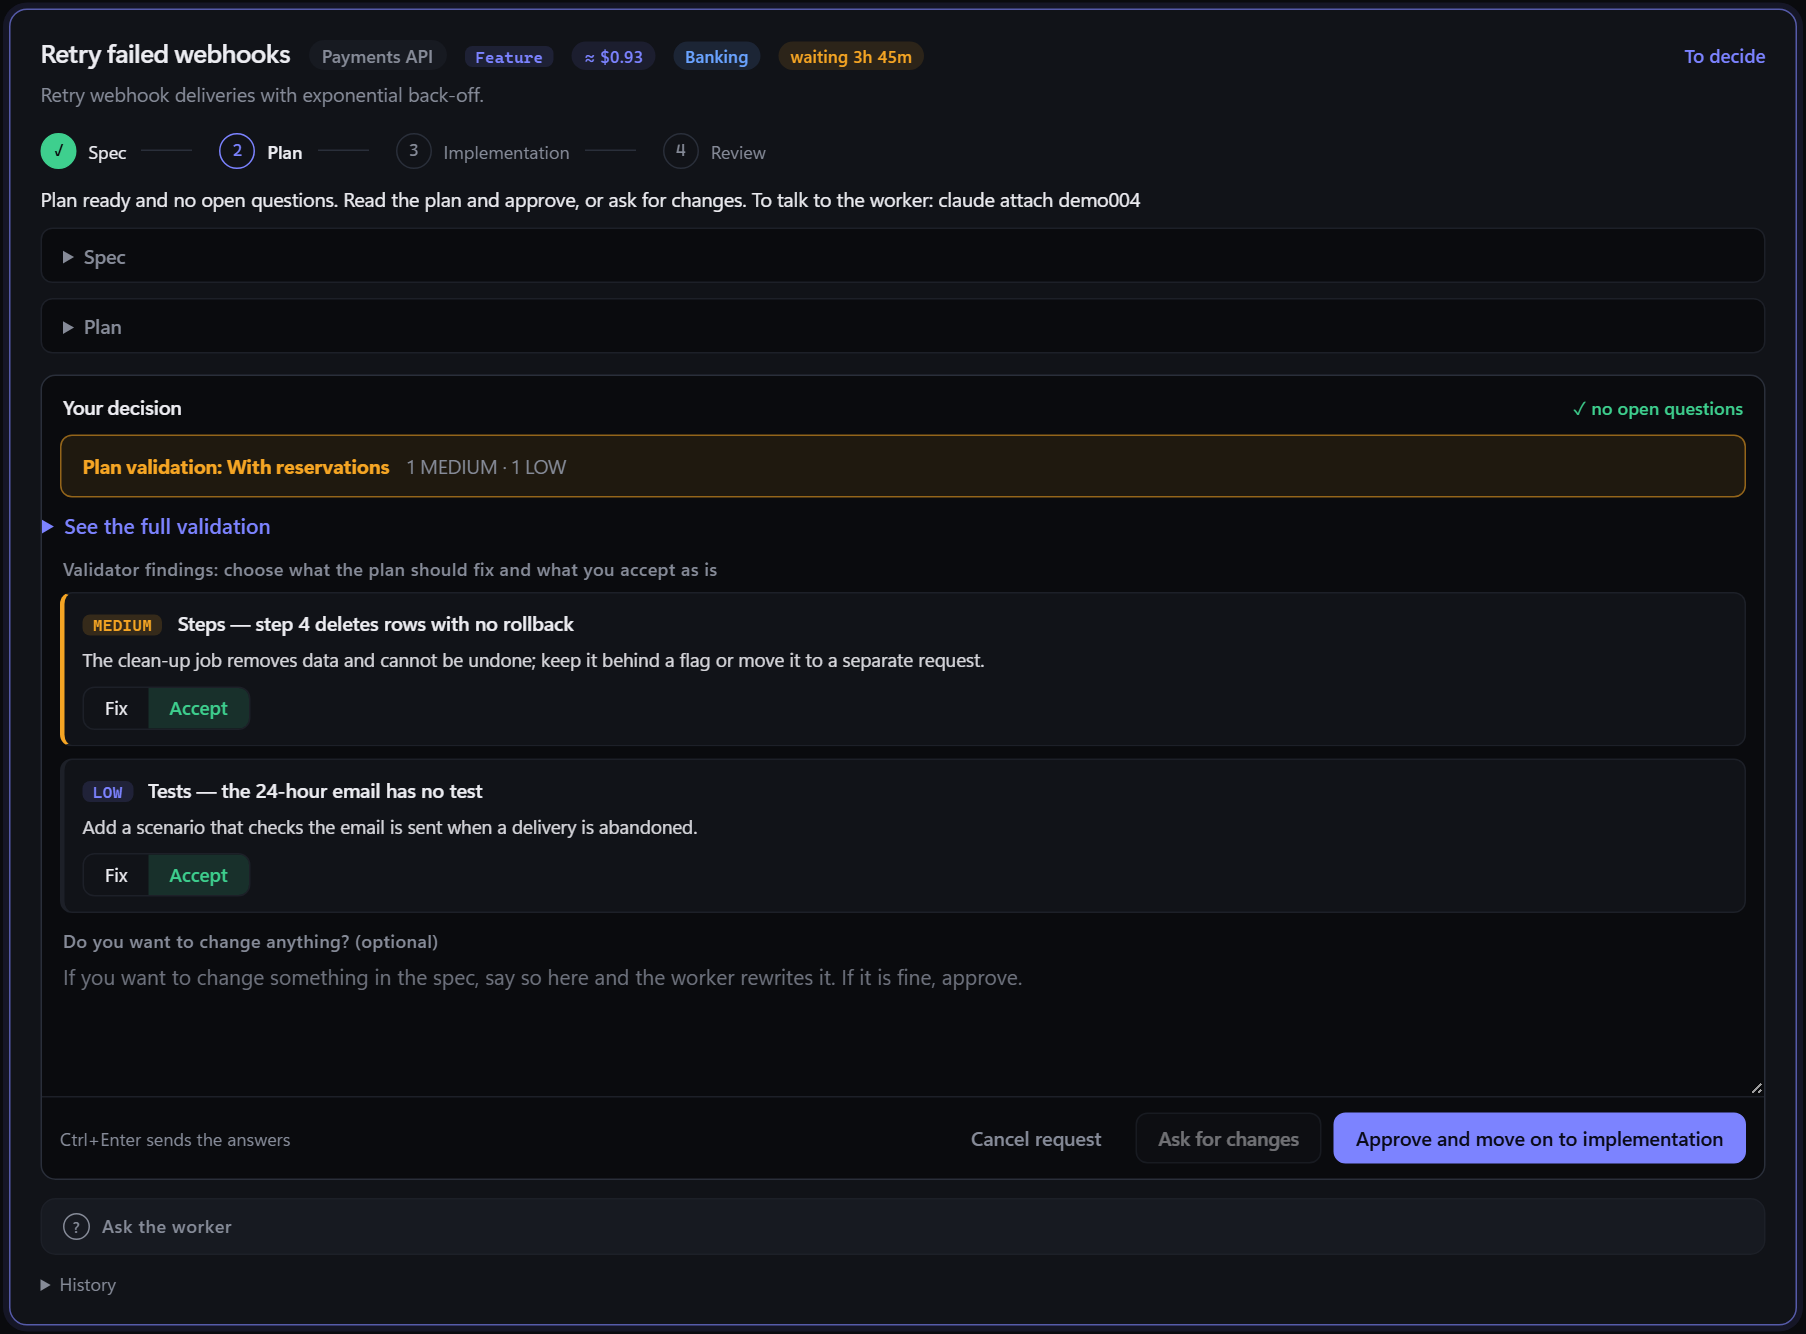 Retry failed webhooks Payments API Feature ≈ $0.93 Banking waiting 3h 45m To decide
Retry webhook deliveries with exponential back-off.
✓ Spec 2 Plan 3 Implementation 4 Review
Plan ready and no open questions. Read the plan and approve, or ask for changes. To talk to the worker: claude attach demo004
▶ Spec
▶ Plan
Your decision ✓ no open questions
Plan validation: With reservations 1 MEDIUM · 1 LOW
▶ See the full validation
Validator findings: choose what the plan should fix and what you accept as is
MEDIUM Steps — step 4 deletes rows with no rollback
The clean-up job removes data and cannot be undone; keep it behind a flag or move it to a separate request.
Fix Accept
LOW Tests — the 24-hour email has no test
Add a scenario that checks the email is sent when a delivery is abandoned.
Fix Accept
Do you want to change anything? (optional)
If you want to change something in the spec, say so here and the worker rewrites it. If it is fine, approve.
Ctrl+Enter sends the answers Cancel request Ask for changes Approve and move on to implementation
? Ask the worker
▶ History